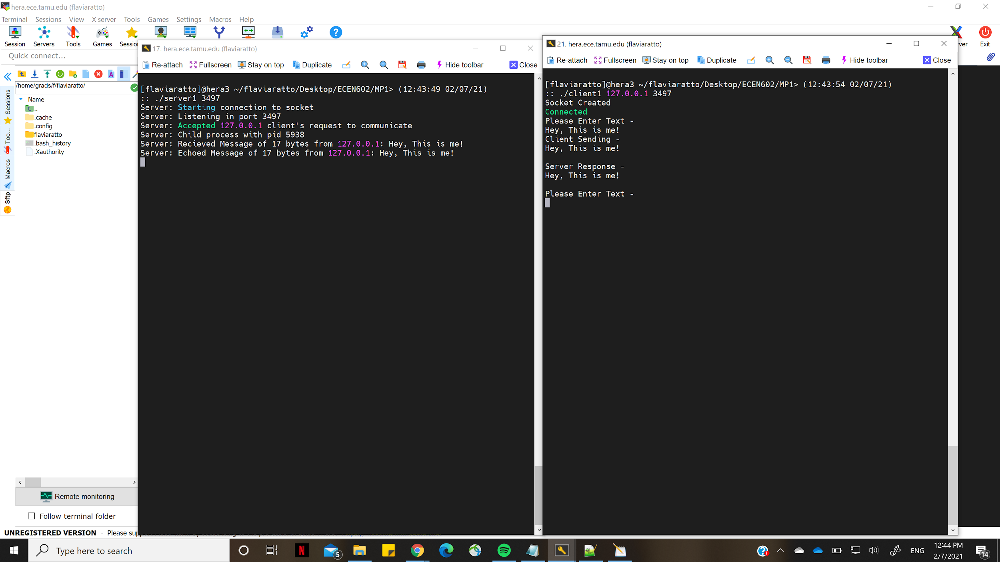 hera.ece.tamu.edu (flaviaratto)
Terminal Sessions View X server Tools Games Settings Macros Help
Session Servers Tools Games Session
ver Exit
Quick connect...
Sessions
Too...
Macros
Sftp
/home/grads/f/flaviaratto/
Name
..
.cache
.config
flaviaratto
.bash_history
.Xauthority
Remote monitoring
Follow terminal folder
UNREGISTERED VERSION - Please sup
17. hera.ece.tamu.edu (flaviaratto)
Re-attach Fullscreen Stay on top Duplicate Hide toolbar Close
[flaviaratto]@hera3 ~/flaviaratto/Desktop/ECEN602/MP1> (12:43:49 02/07/21)
:: ./server1 3497
Server: Starting connection to socket
Server: Listening in port 3497
Server: Accepted 127.0.0.1 client's request to communicate
Server: Child process with pid 5938
Server: Recieved Message of 17 bytes from 127.0.0.1: Hey, This is me!
Server: Echoed Message of 17 bytes from 127.0.0.1: Hey, This is me!
21. hera.ece.tamu.edu (flaviaratto)
Re-attach Fullscreen Stay on top Duplicate Hide toolbar Close
[flaviaratto]@hera3 ~/flaviaratto/Desktop/ECEN602/MP1> (12:43:54 02/07/21)
:: ./client1 127.0.0.1 3497
Socket Created
Connected
Please Enter Text -
Hey, This is me!
Client Sending -
Hey, This is me!
Server Response -
Hey, This is me!
Please Enter Text -
Type here to search
5
ENG
12:44 PM
2/7/2021
14